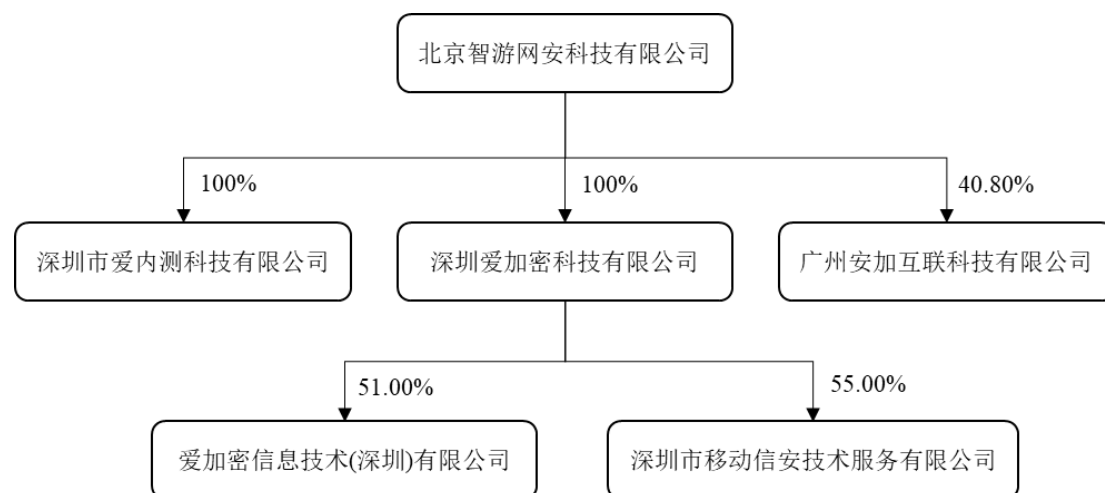 北京智游网安科技有限公司
100%
100%
40.80%
深圳市爱内测科技有限公司
深圳爱加密科技有限公司
广州安加互联科技有限公司
51.00%
55.00%
爱加密信息技术(深圳)有限公司
深圳市移动信安技术服务有限公司